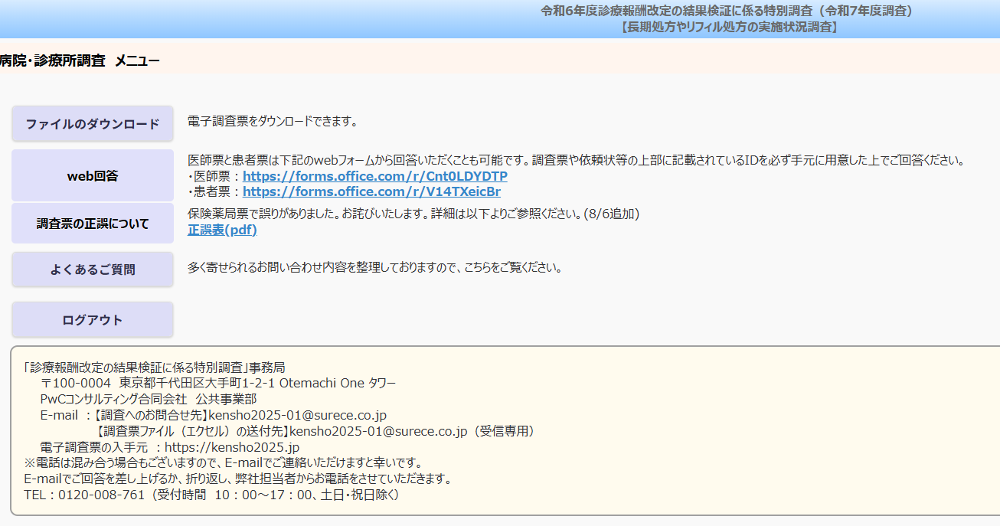 令和6年度診療報酬改定の結果検証に係る特別調査（令和7年度調査）
【長期処方やリフィル処方の実施状況調査】
病院・診療所調査　メニュー
ファイルのダウンロード　電子調査票をダウンロードできます。
web回答
医師票と患者票は下記のwebフォームから回答いただくことも可能です。調査票や依頼状等の上部に記載されているIDを必ず手元に用意した上でご回答ください。
・医師票：https://forms.office.com/r/Cnt0LDYDTP
・患者票：https://forms.office.com/r/V14TXeicBr
調査票の正誤について
保険薬局票で誤りがありました。お詫びいたします。詳細は以下よりご参照ください。(8/6追加)
正誤表(pdf)
よくあるご質問　多く寄せられるお問い合わせ内容を整理しておりますので、こちらをご覧ください。
ログアウト
「診療報酬改定の結果検証に係る特別調査」事務局
〒100-0004　東京都千代田区大手町1-2-1 Otemachi One タワー
PwCコンサルティング合同会社　公共事業部
E-mail ：【調査へのお問合せ先】kensho2025-01@surece.co.jp
【調査票ファイル（エクセル）の送付先】kensho2025-01@surece.co.jp（受信専用）
電子調査票の入手元 ：https://kensho2025.jp
※電話は混み合う場合もございますので、E-mailでご連絡いただけますと幸いです。
E-mailでご回答を差し上げるか、折り返し、弊社担当者からお電話をさせていただきます。
TEL：0120-008-761（受付時間　10：00～17：00、土日・祝日除く）